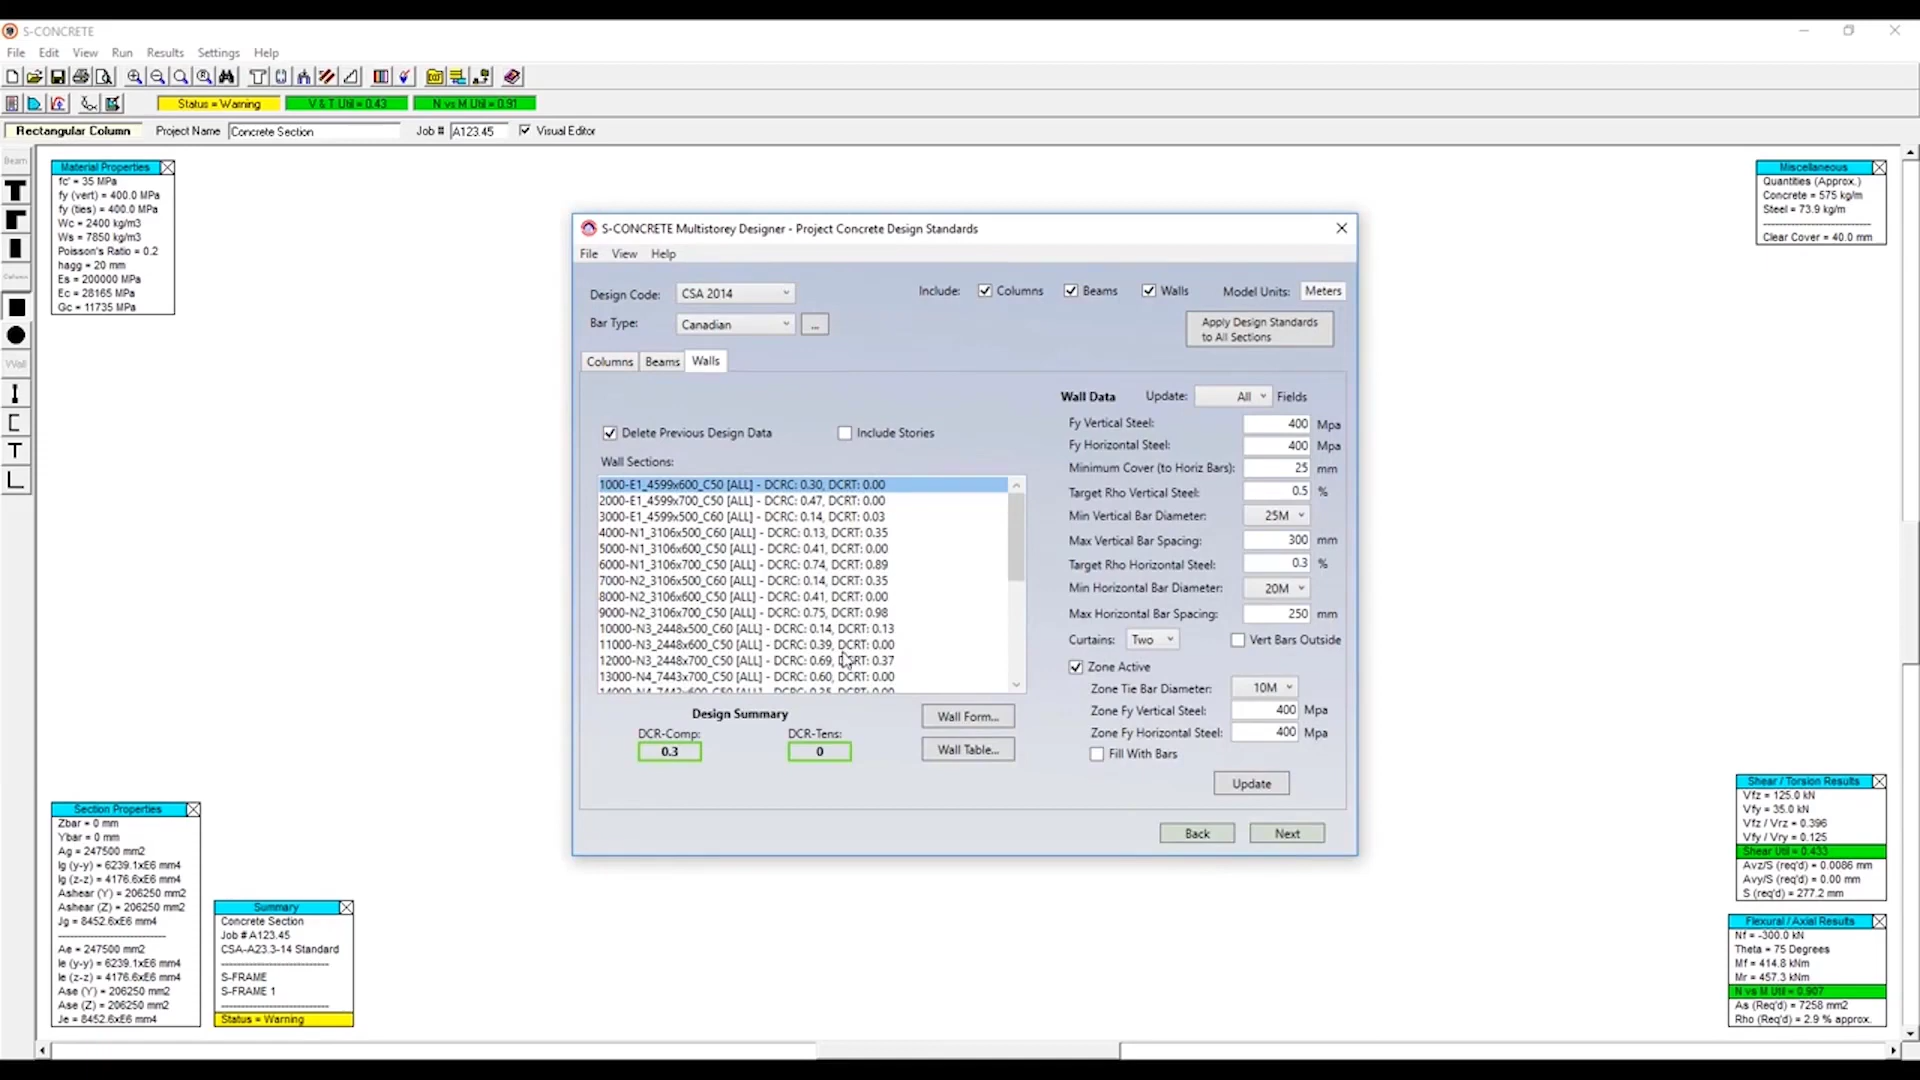 S-CONCRETE
File Edit View Run Results Settings Help
Status = Warning V & T Util = 0.43 N vs M Util = 0.91
Rectangular Column Project Name Concrete Section Job # A123.45 Visual Editor
Beam
Column
Wall
Material Properties
fc' = 35 MPa
fy (vert) = 400.0 MPa
fy (ties) = 400.0 MPa
Wc = 2400 kg/m3
Ws = 7850 kg/m3
Poisson's Ratio = 0.2
hagg = 20 mm
Es = 200000 MPa
Ec = 28165 MPa
Gc = 11735 MPa
Miscellaneous
Quantities (Approx.)
Concrete = 575 kg/m
Steel = 73.9 kg/m
Clear Cover = 40.0 mm
S-CONCRETE Multistorey Designer - Project Concrete Design Standards
File View Help
Design Code: CSA 2014 Include: Columns Beams Walls Model Units: Meters
Bar Type: Canadian ... Apply Design Standards
to All Sections
Columns Beams Walls
Delete Previous Design Data Include Stories
Wall Sections:
1000-E1_4599x600_C50 [ALL] - DCRC: 0.30, DCRT: 0.00
2000-E1_4599x700_C50 [ALL] - DCRC: 0.47, DCRT: 0.00
3000-E1_4599x500_C60 [ALL] - DCRC: 0.14, DCRT: 0.03
4000-N1_3106x500_C60 [ALL] - DCRC: 0.13, DCRT: 0.35
5000-N1_3106x600_C50 [ALL] - DCRC: 0.41, DCRT: 0.00
6000-N1_3106x700_C50 [ALL] - DCRC: 0.74, DCRT: 0.89
7000-N2_3106x500_C60 [ALL] - DCRC: 0.14, DCRT: 0.35
8000-N2_3106x600_C50 [ALL] - DCRC: 0.41, DCRT: 0.00
9000-N2_3106x700_C50 [ALL] - DCRC: 0.75, DCRT: 0.98
10000-N3_2448x500_C60 [ALL] - DCRC: 0.14, DCRT: 0.13
11000-N3_2448x600_C50 [ALL] - DCRC: 0.39, DCRT: 0.00
12000-N3_2448x700_C50 [ALL] - DCRC: 0.69, DCRT: 0.37
13000-N4_7443x700_C50 [ALL] - DCRC: 0.60, DCRT: 0.00
14000-N4_7443x600_C50 [ALL] - DCRC: 0.35, DCRT: 0.00
Design Summary
DCR-Comp: DCR-Tens:
0.3 0
Wall Form...
Wall Table...
Wall Data Update: All Fields
Fy Vertical Steel: 400 Mpa
Fy Horizontal Steel: 400 Mpa
Minimum Cover (to Horiz Bars): 25 mm
Target Rho Vertical Steel: 0.5 %
Min Vertical Bar Diameter: 25M
Max Vertical Bar Spacing: 300 mm
Target Rho Horizontal Steel: 0.3 %
Min Horizontal Bar Diameter: 20M
Max Horizontal Bar Spacing: 250 mm
Curtains: Two Vert Bars Outside
Zone Active
Zone Tie Bar Diameter: 10M
Zone Fy Vertical Steel: 400 Mpa
Zone Fy Horizontal Steel: 400 Mpa
Fill With Bars
Update
Back Next
Section Properties
Zbar = 0 mm
Ybar = 0 mm
Ag = 247500 mm2
Ig (y-y) = 6239.1xE6 mm4
Ig (z-z) = 4176.6xE6 mm4
Ashear (Y) = 206250 mm2
Ashear (Z) = 206250 mm2
Jg = 8452.6xE6 mm4
Ae = 247500 mm2
Ie (y-y) = 6239.1xE6 mm4
Ie (z-z) = 4176.6xE6 mm4
Ase (Y) = 206250 mm2
Ase (Z) = 206250 mm2
Je = 8452.6xE6 mm4
Summary
Concrete Section
Job # A123.45
CSA-A23.3-14 Standard
S-FRAME
S-FRAME 1
Status = Warning
Shear / Torsion Results
Vfz = 125.0 kN
Vfy = 35.0 kN
Vfz / Vrz = 0.396
Vfy / Vry = 0.125
Shear Util = 0.433
Avz/S (req'd) = 0.0086 mm
Avy/S (req'd) = 0.00 mm
S (req'd) = 277.2 mm
Flexural / Axial Results
Nf = -300.0 kN
Theta = 75 Degrees
Mf = 414.8 kNm
Mr = 457.3 kNm
N vs M Util = 0.907
As (Req'd) = 7258 mm2
Rho (Req'd) = 2.9 % approx.